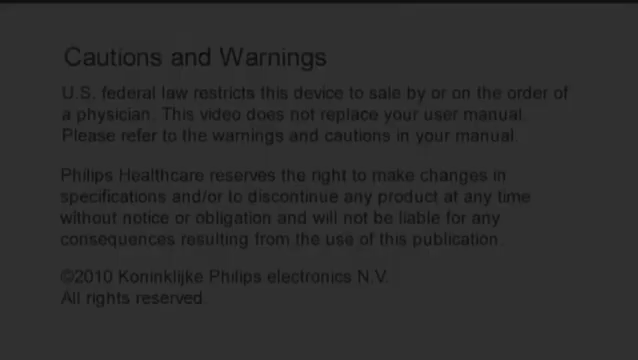 Cautions and Warnings
U.S. federal law restricts this device to sale by or on the order of
a physician. This video does not replace your user manual.
Please refer to the warnings and cautions in your manual.
Philips Healthcare reserves the right to make changes in
specifications and/or to discontinue any product at any time
without notice or obligation and will not be liable for any
consequences resulting from the use of this publication.
©2010 Koninklijke Philips electronics N.V.
All rights reserved.